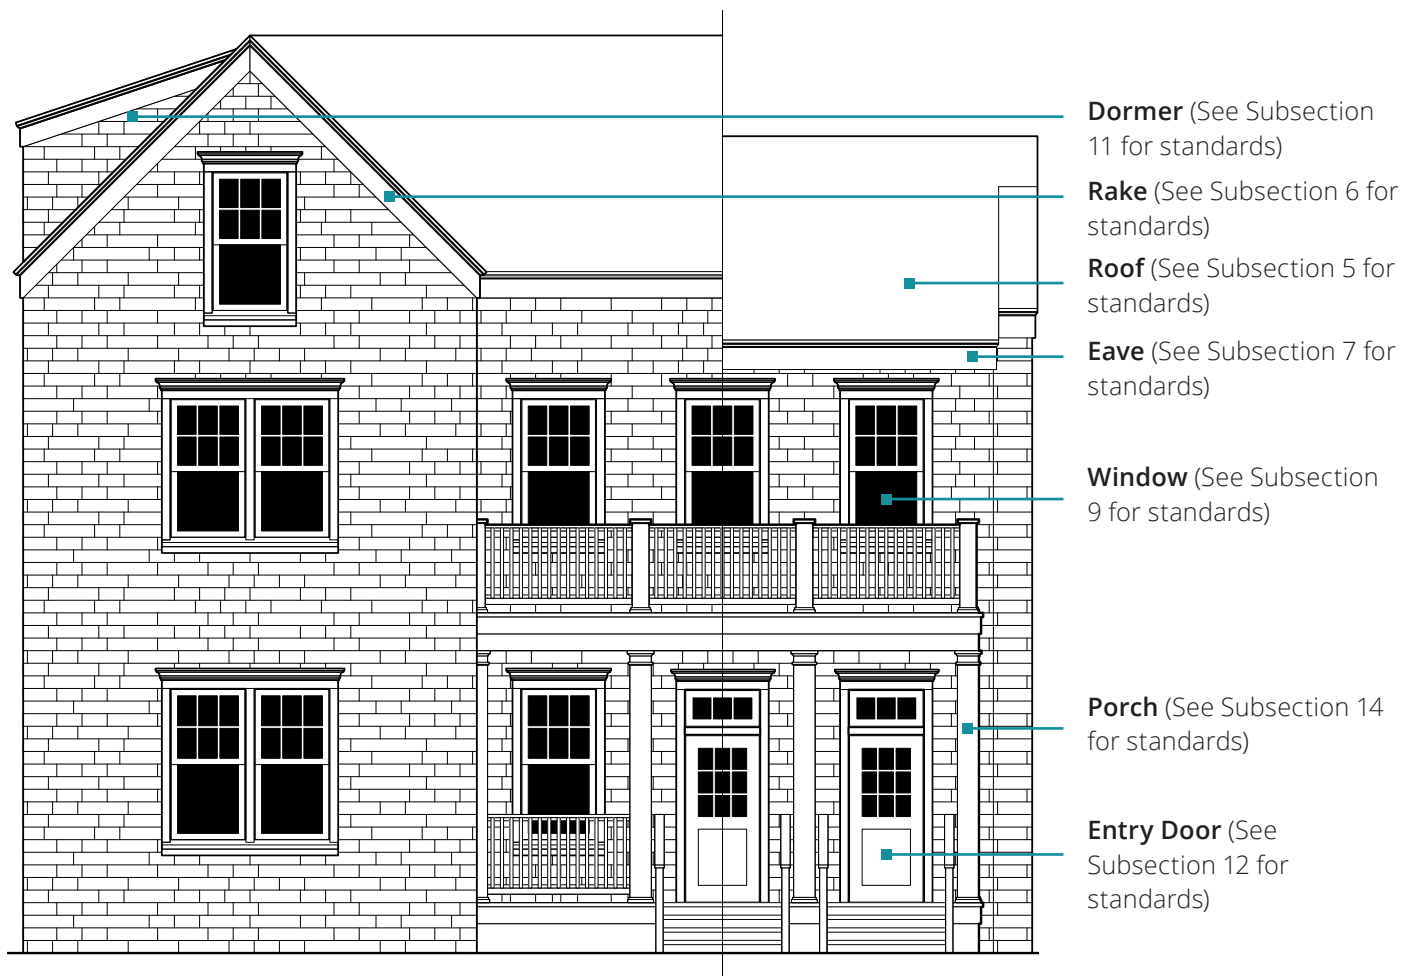 Dormer (See Subsection
11 for standards)
Rake (See Subsection 6 for
standards)
Roof (See Subsection 5 for
standards)
Eave (See Subsection 7 for
standards)
Window (See Subsection
9 for standards)
Porch (See Subsection 14
for standards)
Entry Door (See
Subsection 12 for
standards)